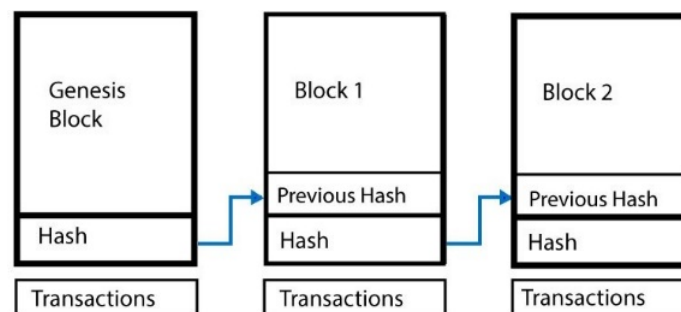 Genesis
Block
Hash
Transactions
Block 1
Previous Hash
Hash
Transactions
Block 2
Previous Hash
Hash
Transactions